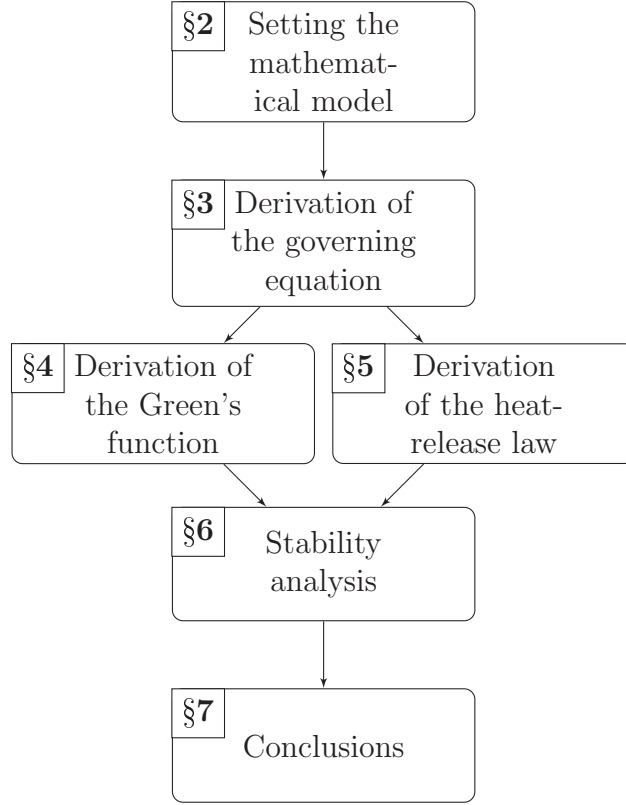 §2 Setting the
mathemat-
ical model
§3 Derivation of
the governing
equation
§4 Derivation of
the Green's
function
§5 Derivation
of the heat-
release law
§6 Stability
analysis
§7
Conclusions